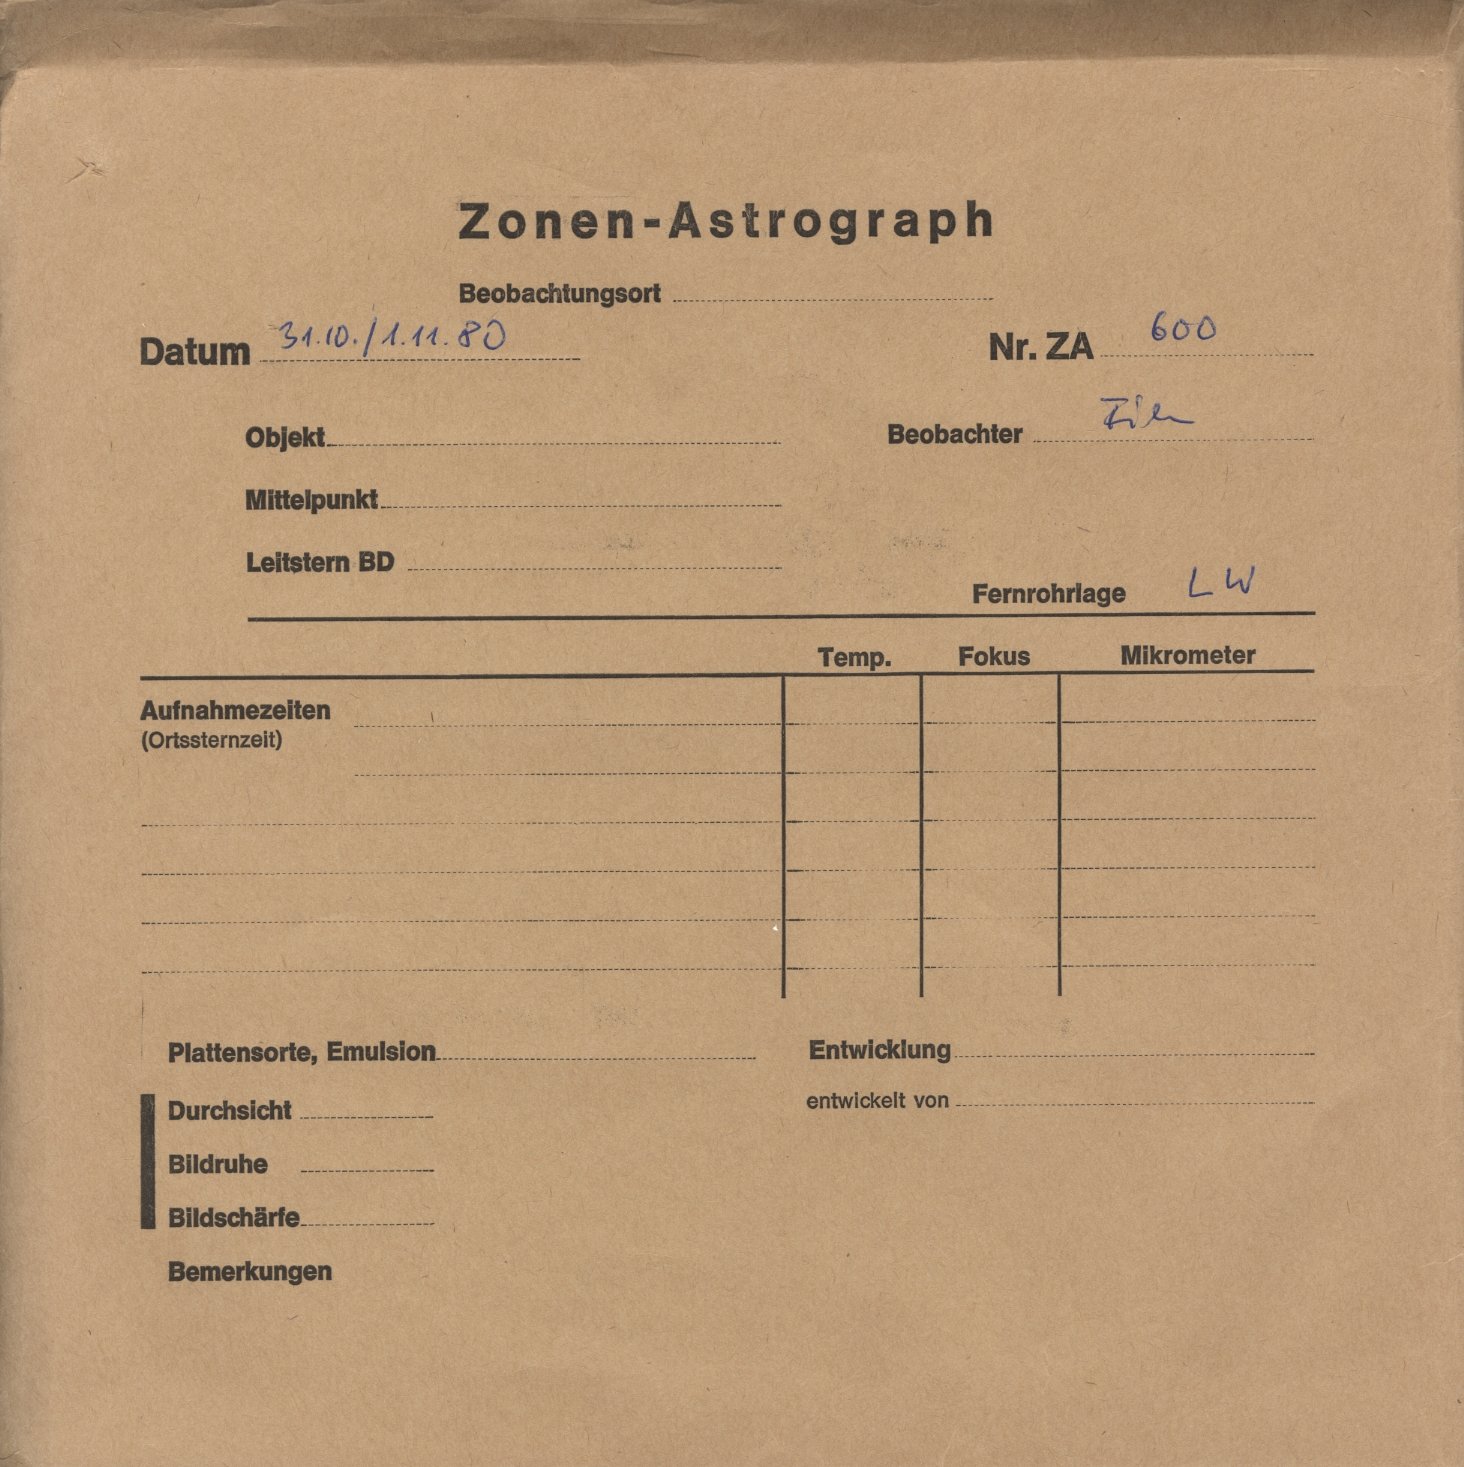 Zonen-Astrograph
Beobachtungsort
Datum 31.10./1.11.80 Nr. ZA 600
Objekt Beobachter
Mittelpunkt
Leitstern BD
Fernrohrlage LW
Temp. Fokus Mikrometer
Aufnahmezeiten
(Ortssternzeit)
Plattensorte, Emulsion Entwicklung
Durchsicht entwickelt von
Bildruhe
Bildschärfe
Bemerkungen